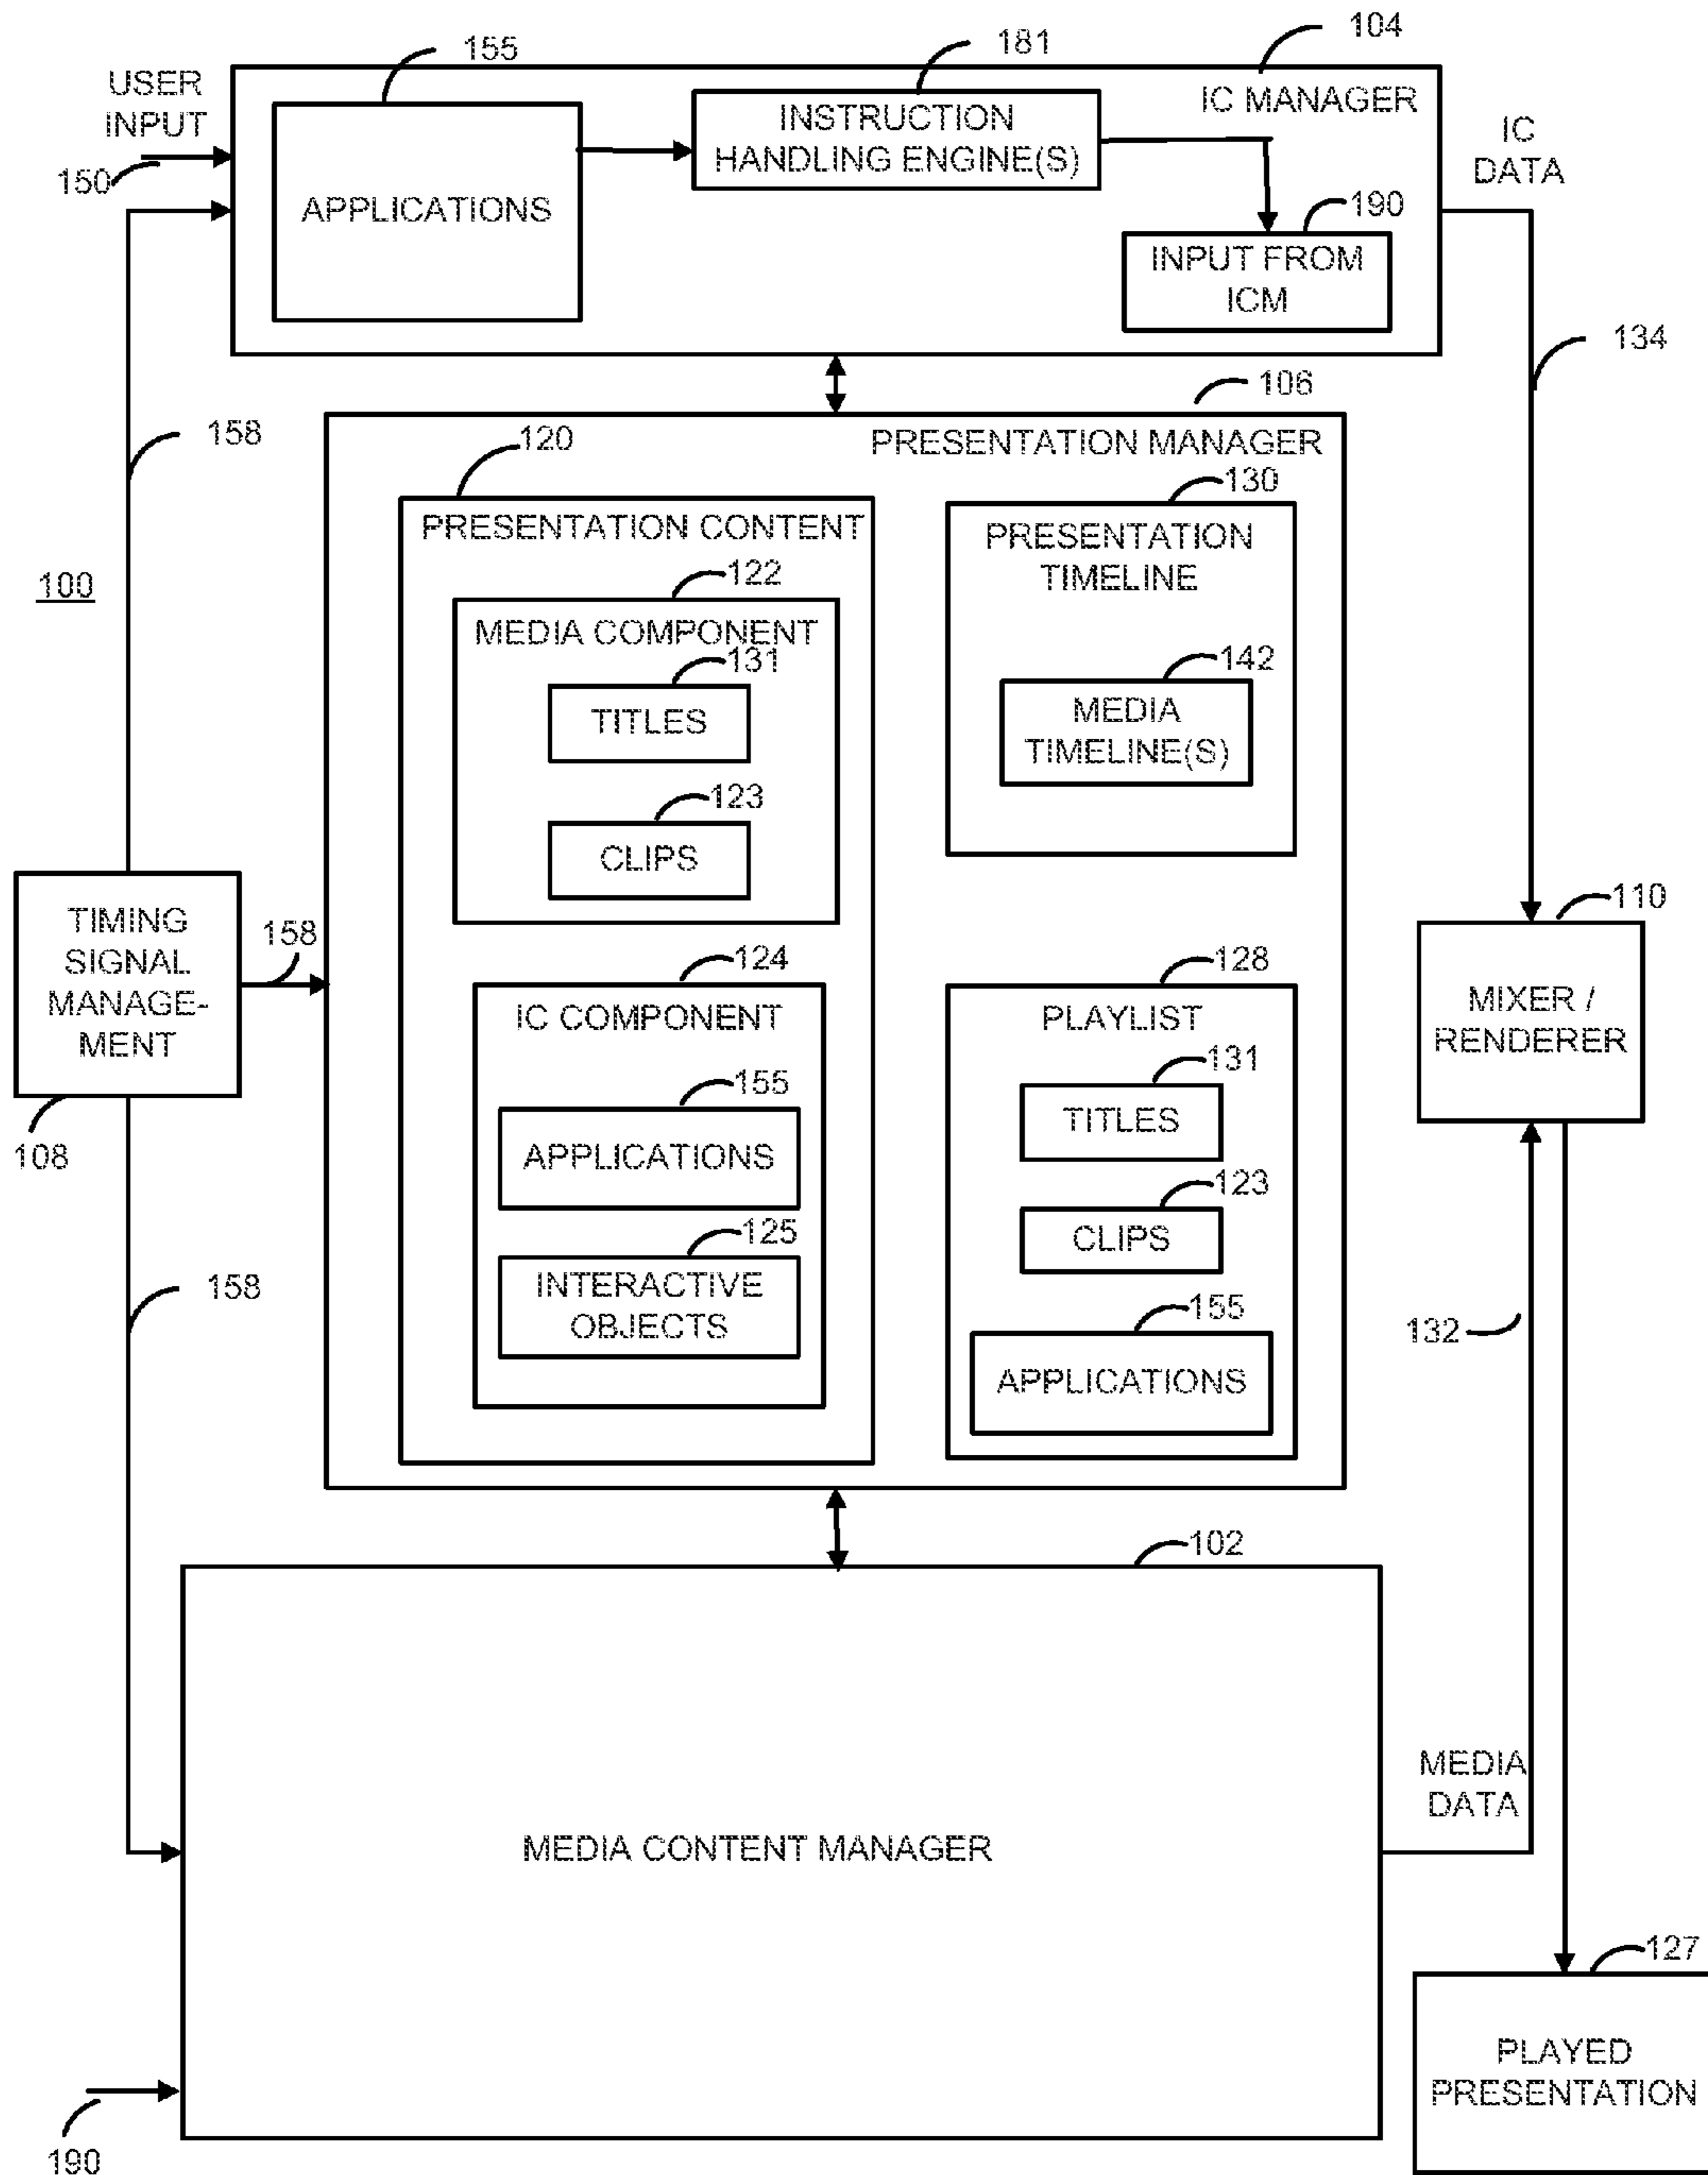 155
181
104
USER
INPUT
150
IC MANAGER
INSTRUCTION
HANDLING ENGINE(S)
APPLICATIONS
IC
DATA
190
INPUT FROM
ICM
134
106
158
120
PRESENTATION MANAGER
130
PRESENTATION CONTENT
PRESENTATION
TIMELINE
100
122
MEDIA COMPONENT
131
TITLES
142
MEDIA
TIMELINE(S)
123
CLIPS
TIMING
SIGNAL
MANAGE-
MENT
108
158
110
MIXER /
RENDERER
124
IC COMPONENT
155
APPLICATIONS
125
INTERACTIVE
OBJECTS
128
PLAYLIST
131
TITLES
123
CLIPS
155
APPLICATIONS
158
132
102
MEDIA CONTENT MANAGER
MEDIA
DATA
127
PLAYED
PRESENTATION
190